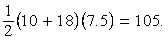 1/2(10 + 18)(7.5) = 105.